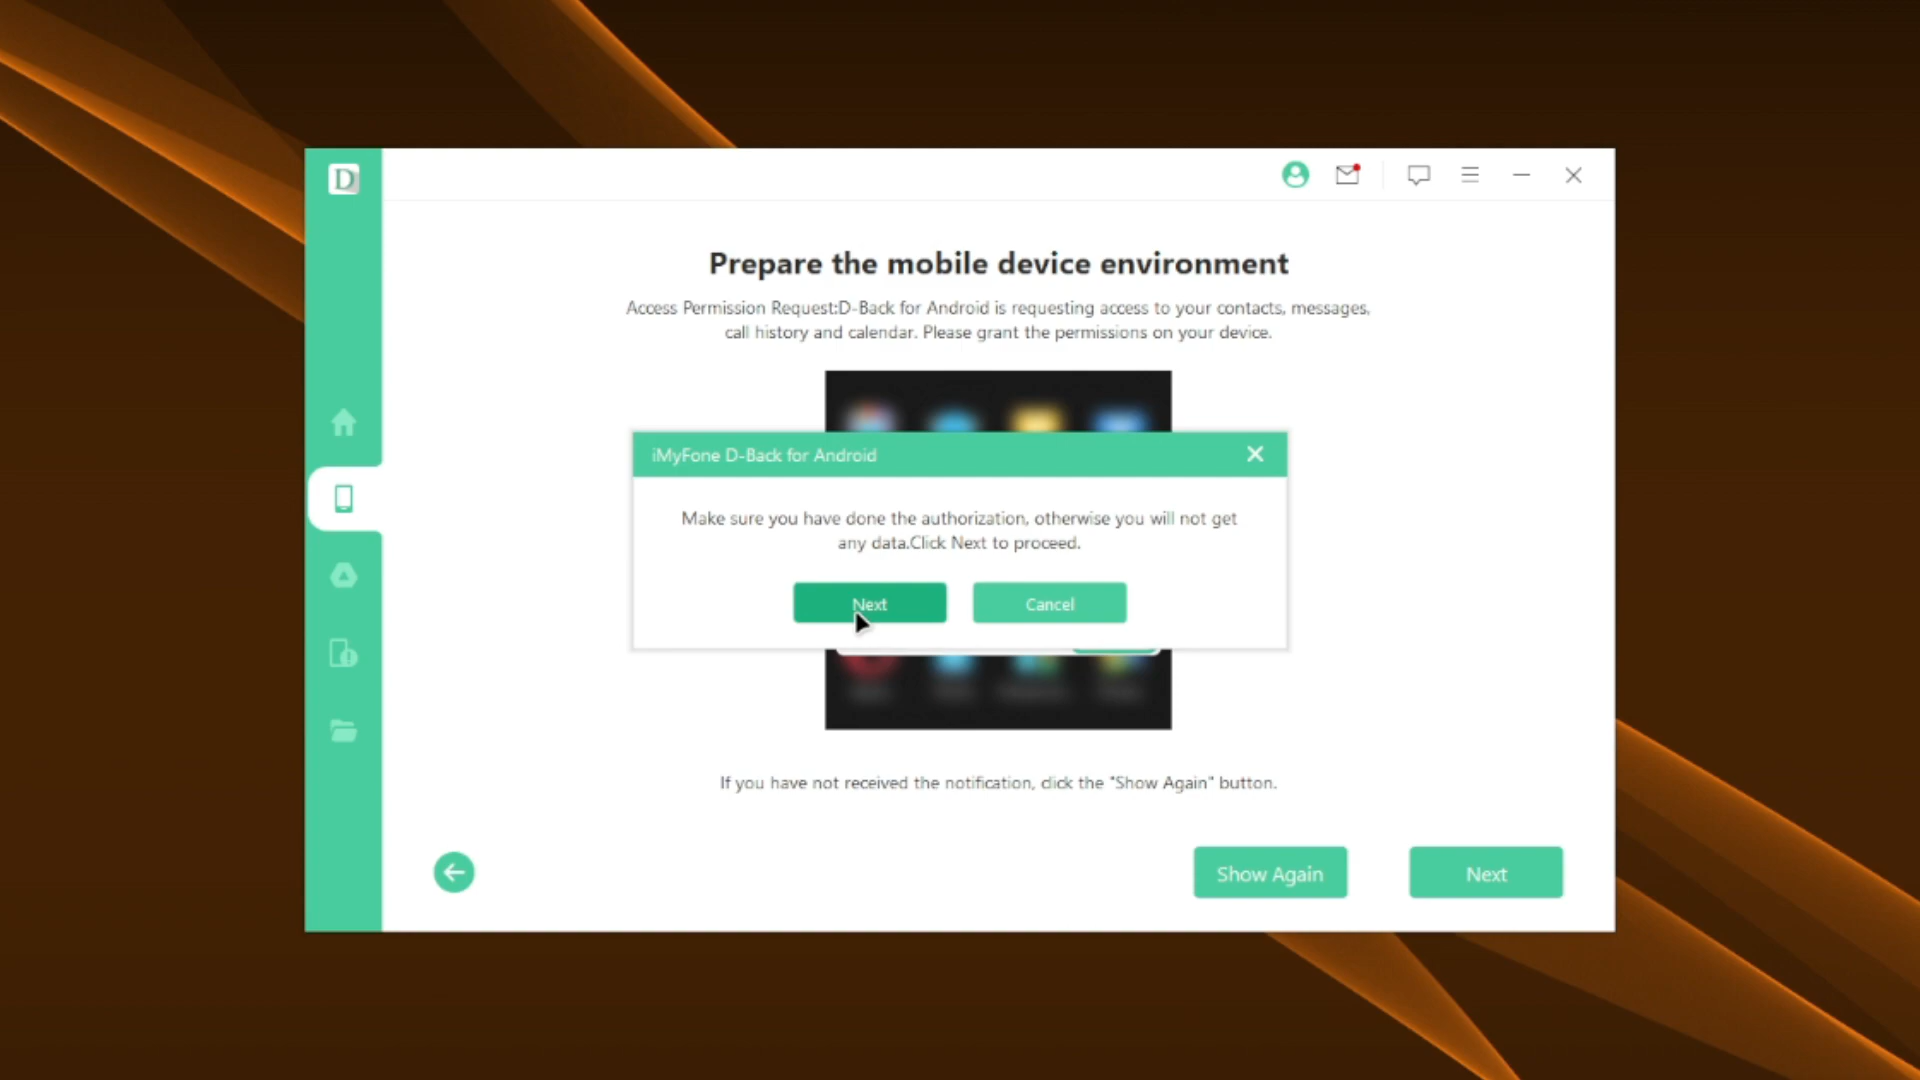 D
Prepare the mobile device environment
Access Permission Request:D-Back for Android is requesting access to your contacts, messages,
call history and calendar. Please grant the permissions on your device.
iMyFone D-Back for Android
Make sure you have done the authorization, otherwise you will not get
any data.Click Next to proceed.
Next
Cancel
If you have not received the notification, click the "Show Again" button.
Show Again
Next